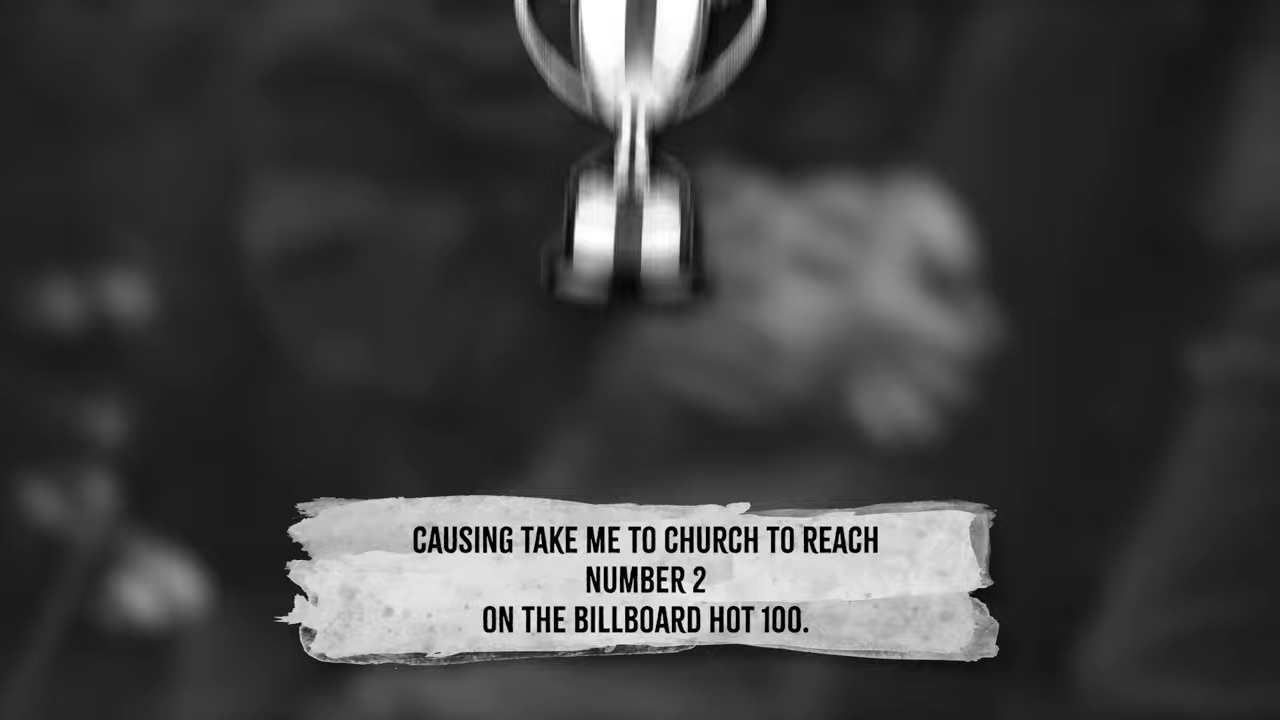 CAUSING TAKE ME TO CHURCH TO REACH
NUMBER 2
ON THE BILLBOARD HOT 100.